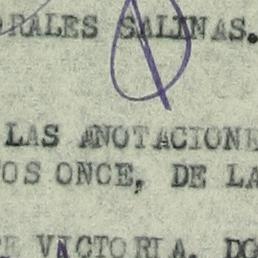 ORALES SALINAS.
LAS ANOTACIONE
OS ONCE, DE LA
VICTORIA, DO